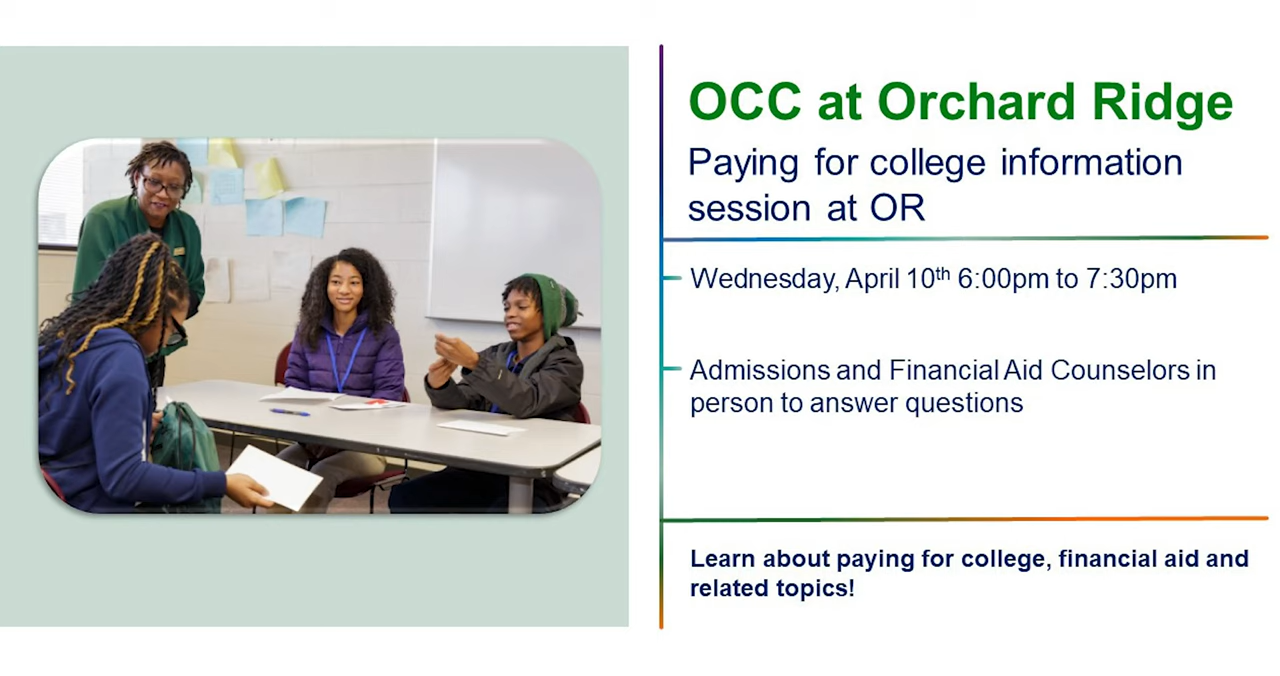 OCC at Orchard Ridge
Paying for college information
session at OR
Wednesday, April 10th 6:00pm to 7:30pm
Admissions and Financial Aid Counselors in
person to answer questions
Learn about paying for college, financial aid and
related topics!